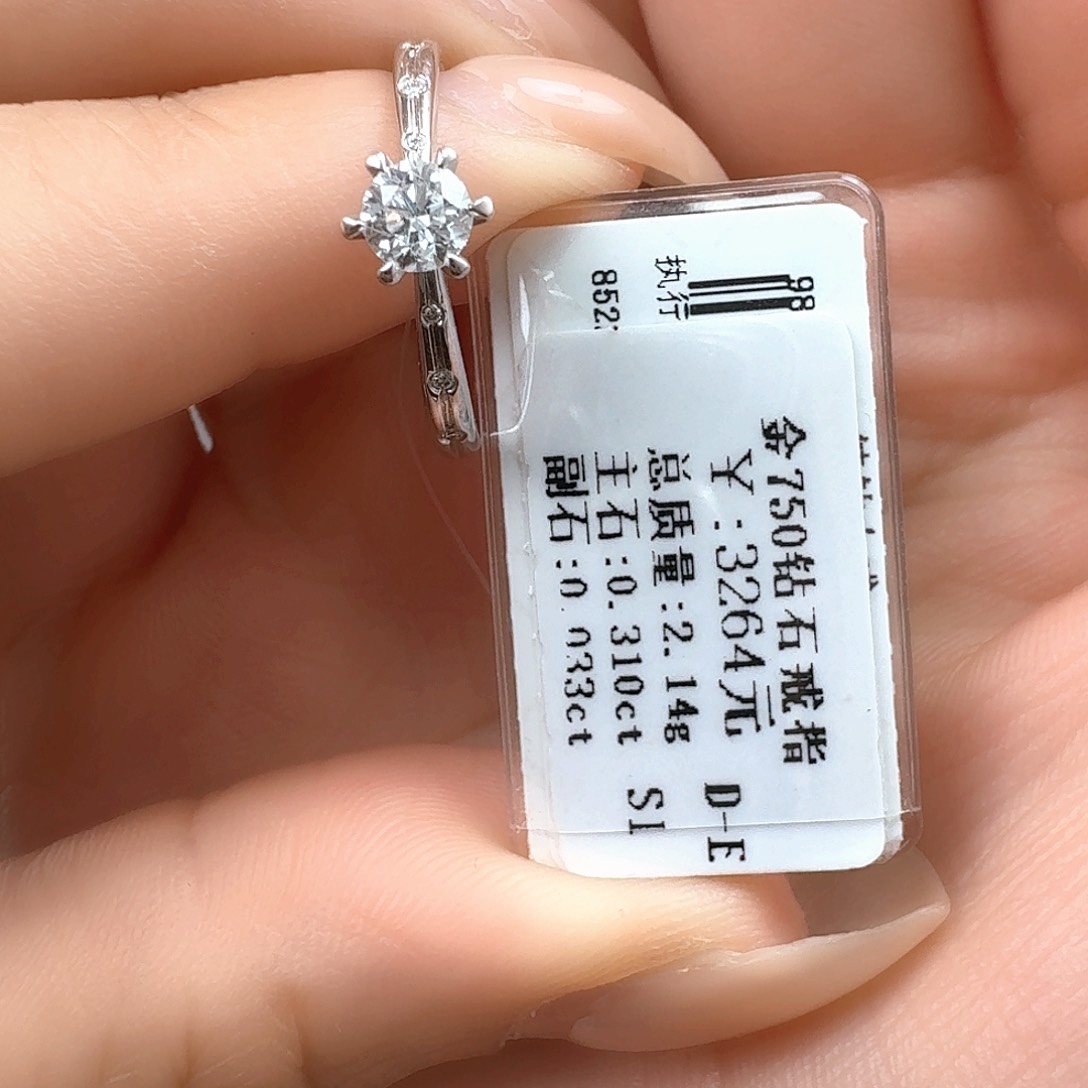 98
执行
852
金750钻石戒指
￥:3264元 D-E
总质量:2.14g
主石:0.310ct SI
副石:0.033ct